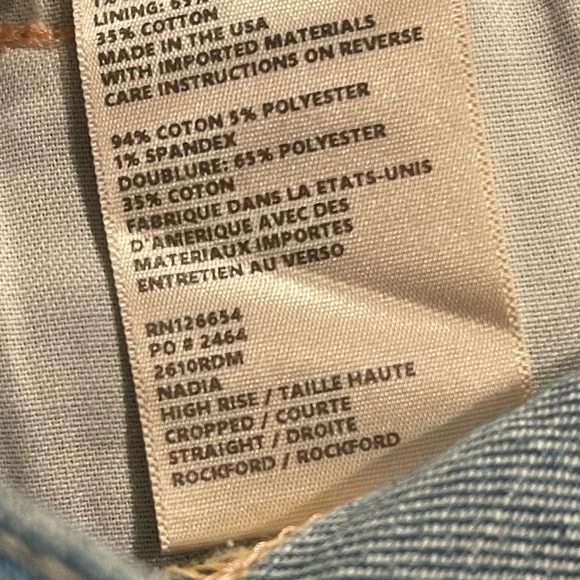 LINING: 65%
35% COTTON
MADE IN THE USA
WITH IMPORTED MATERIALS
CARE INSTRUCTIONS ON REVERSE
94% COTON 5% POLYESTER
1% SPANDEX
DOUBLURE: 65% POLYESTER
35% COTON
FABRIQUE DANS LA ETATS-UNIS
D'AMERIQUE AVEC DES
MATERIAUX IMPORTES
ENTRETIEN AU VERSO
RN126654
PO # 2464
2610RDM
NADIA
HIGH RISE / TAILLE HAUTE
CROPPED / COURTE
STRAIGHT / DROITE
ROCKFORD / ROCKFORD